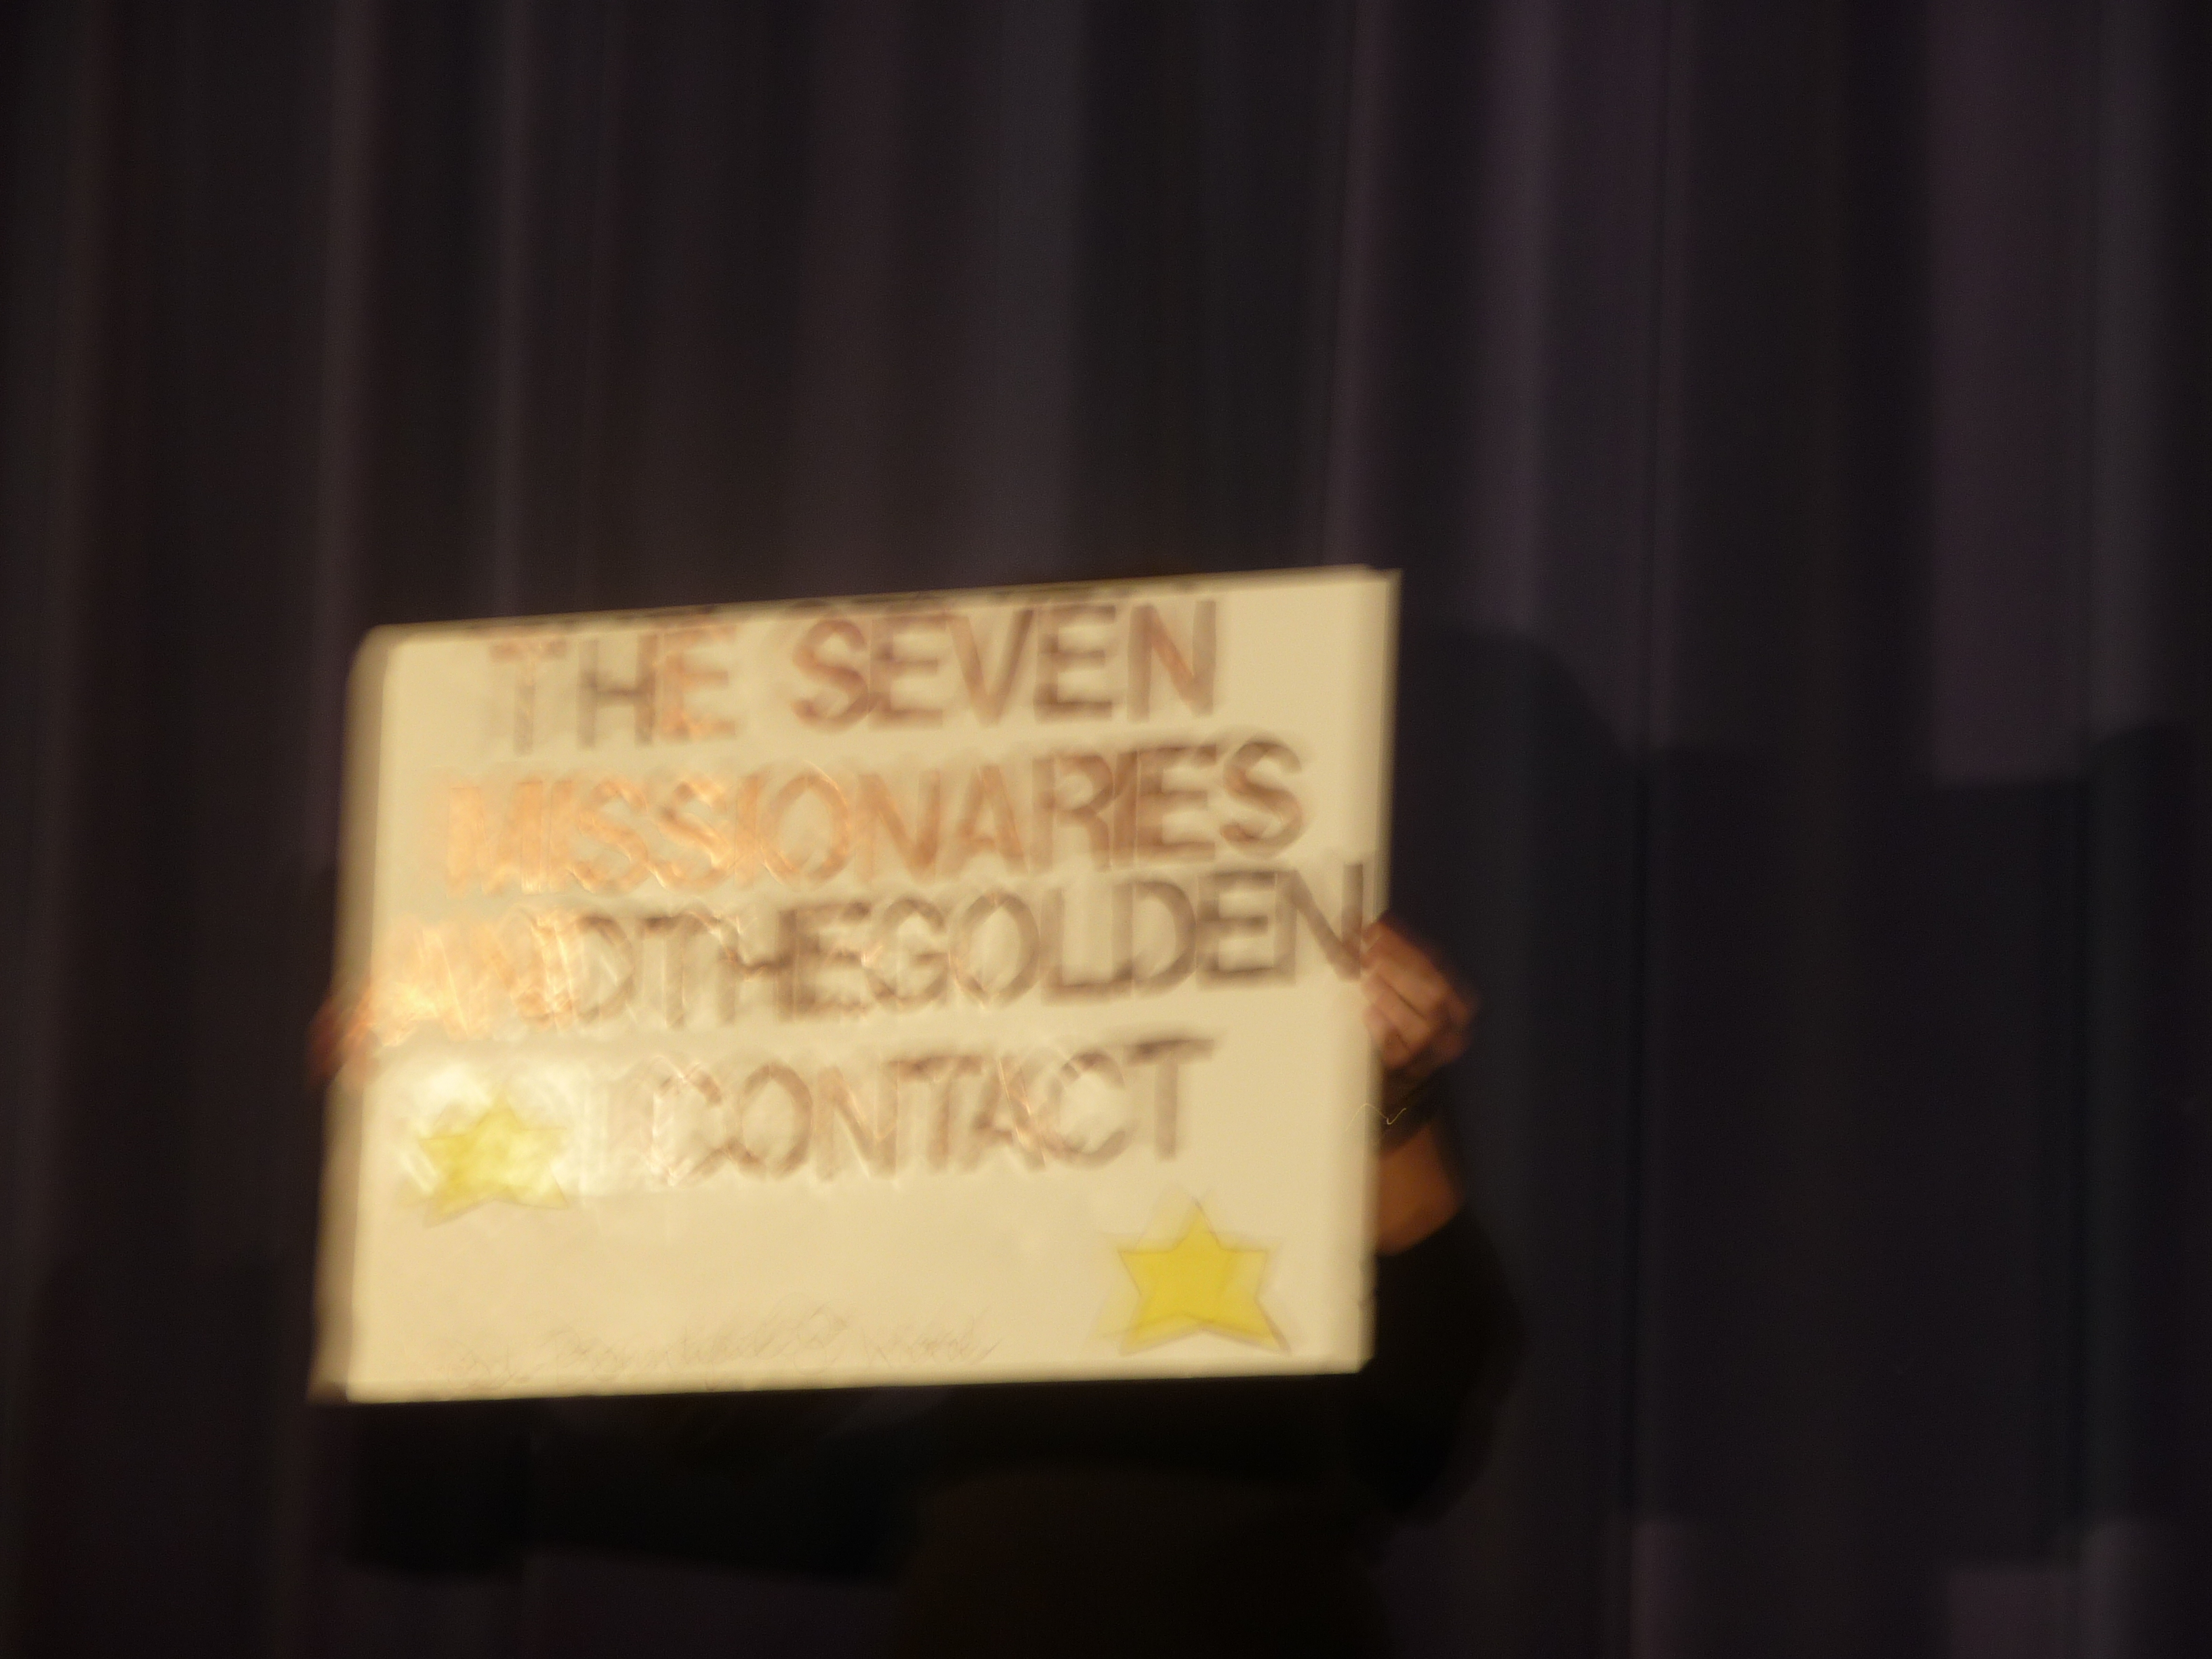 THE SEVEN
MISSIONARIES
ANDTHEGOLDEN
CONTACT